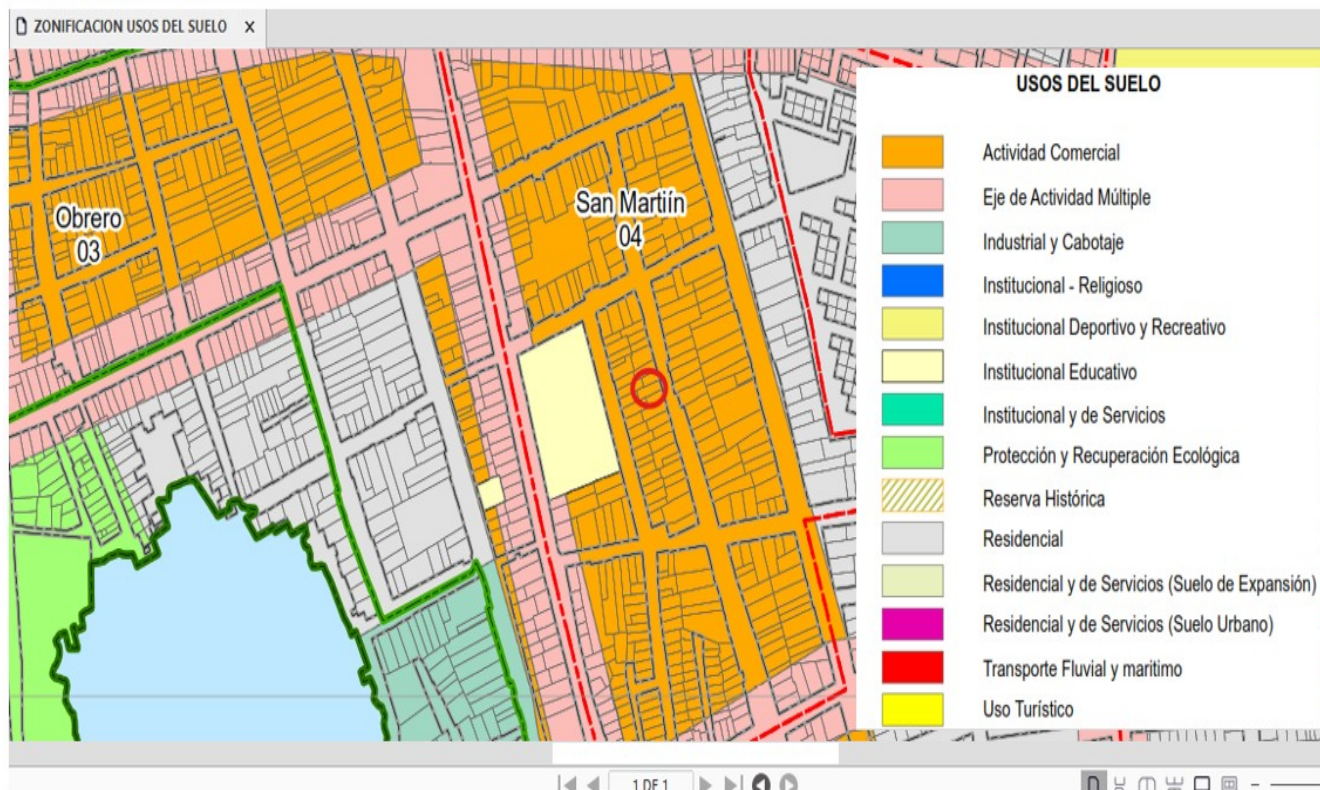 ZONIFICACION USOS DEL SUELO X
USOS DEL SUELO
Actividad Comercial
Eje de Actividad Múltiple
Industrial y Cabotaje
Institucional - Religioso
Institucional Deportivo y Recreativo
Institucional Educativo
Institucional y de Servicios
Protección y Recuperación Ecológica
Reserva Histórica
Residencial
Residencial y de Servicios (Suelo de Expansión)
Residencial y de Servicios (Suelo Urbano)
Transporte Fluvial y maritimo
Uso Turístico
Obrero
03
San Martiín
04
1 DE 1